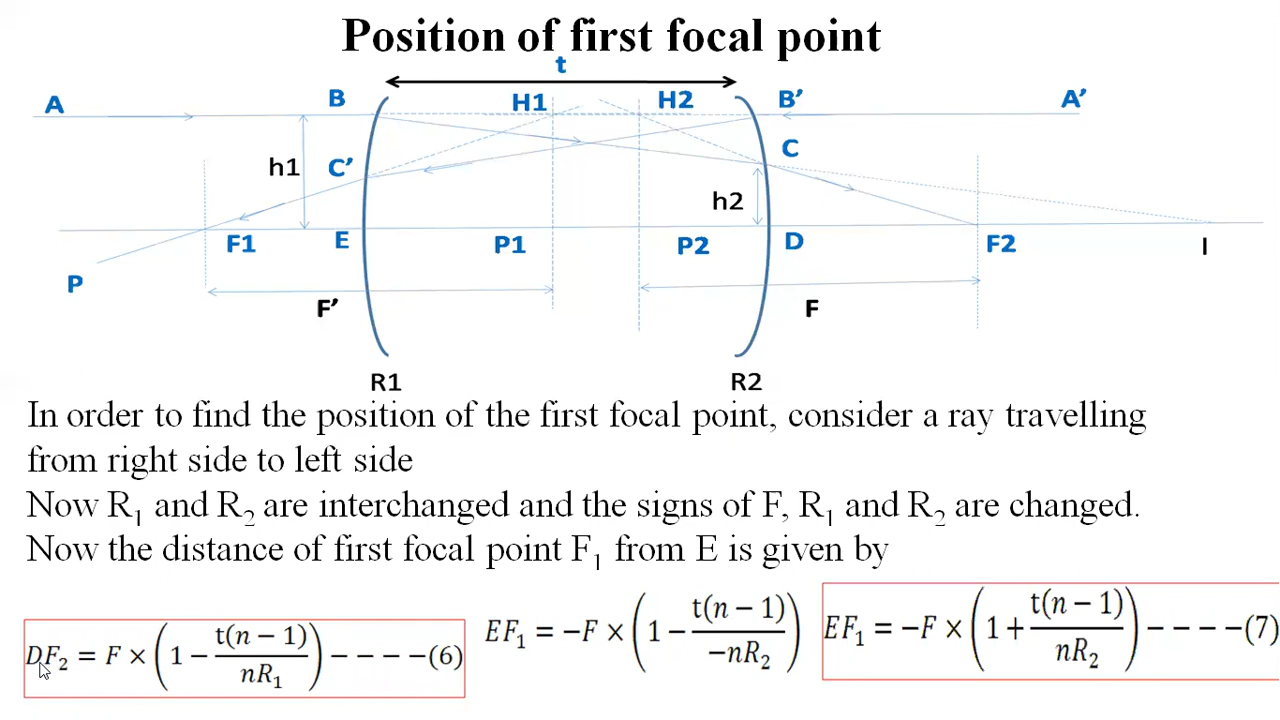 Position of first focal point
t
A B H1 H2 B′ A′
h1 C′ C
h2
F1 E P1 P2 D F2 I
P
F′ F
R1 R2
In order to find the position of the first focal point, consider a ray travelling
from right side to left side
Now R₁ and R₂ are interchanged and the signs of F, R₁ and R₂ are changed.
Now the distance of first focal point F₁ from E is given by
DF₂ = F × (1 − t(n − 1)/nR₁) − − − −(6)
EF₁ = −F × (1 − t(n − 1)/−nR₂)
EF₁ = −F × (1 + t(n − 1)/nR₂) − − − −(7)